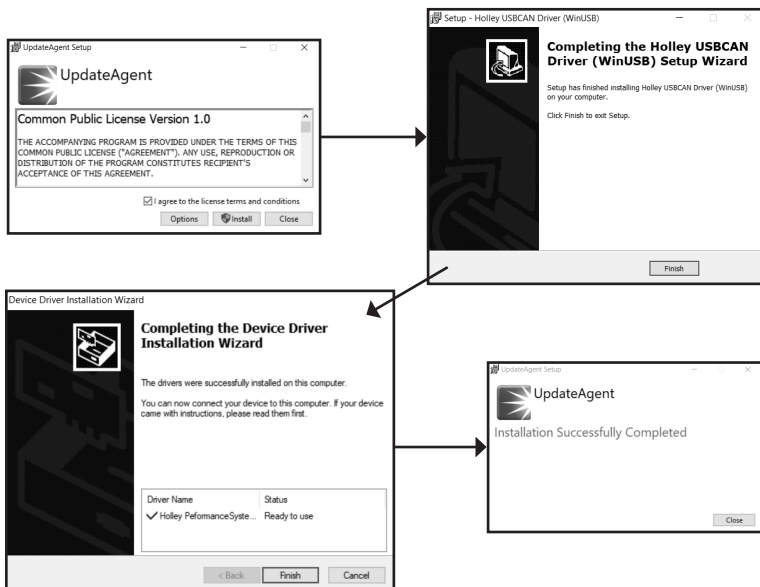 UpdateAgent Setup
UpdateAgent
Common Public License Version 1.0
THE ACCOMPANYING PROGRAM IS PROVIDED UNDER THE TERMS OF THIS
COMMON PUBLIC LICENSE ("AGREEMENT"). ANY USE, REPRODUCTION OR
DISTRIBUTION OF THE PROGRAM CONSTITUTES RECIPIENT'S
ACCEPTANCE OF THIS AGREEMENT.
I agree to the license terms and conditions
Options Install Close
Setup - Holley USBCAN Driver (WinUSB)
Completing the Holley USBCAN
Driver (WinUSB) Setup Wizard
Setup has finished installing Holley USBCAN Driver (WinUSB)
on your computer.
Click Finish to exit Setup.
Finish
Device Driver Installation Wizard
Completing the Device Driver
Installation Wizard
The drivers were successfully installed on this computer.
You can now connect your device to this computer. If your device
came with instructions, please read them first.
Driver Name Status
Holley PeformanceSyste... Ready to use
< Back Finish Cancel
UpdateAgent Setup
UpdateAgent
Installation Successfully Completed
Close